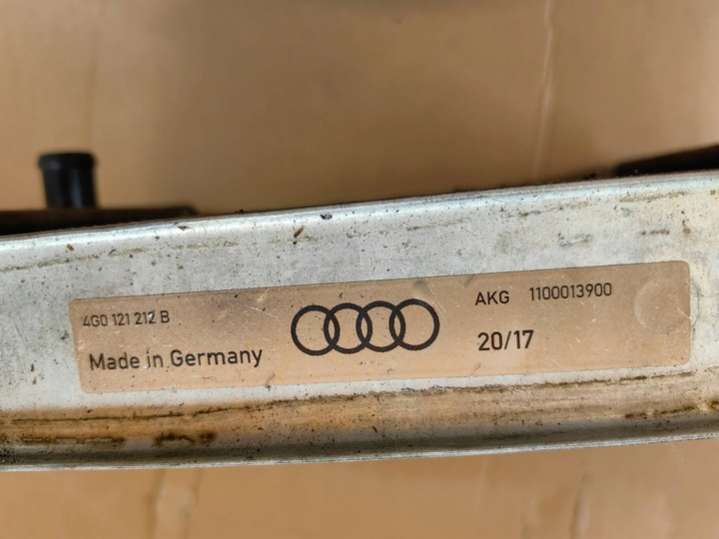 4G0 121 212 B
Made in Germany
AKG 1100013900
20/17